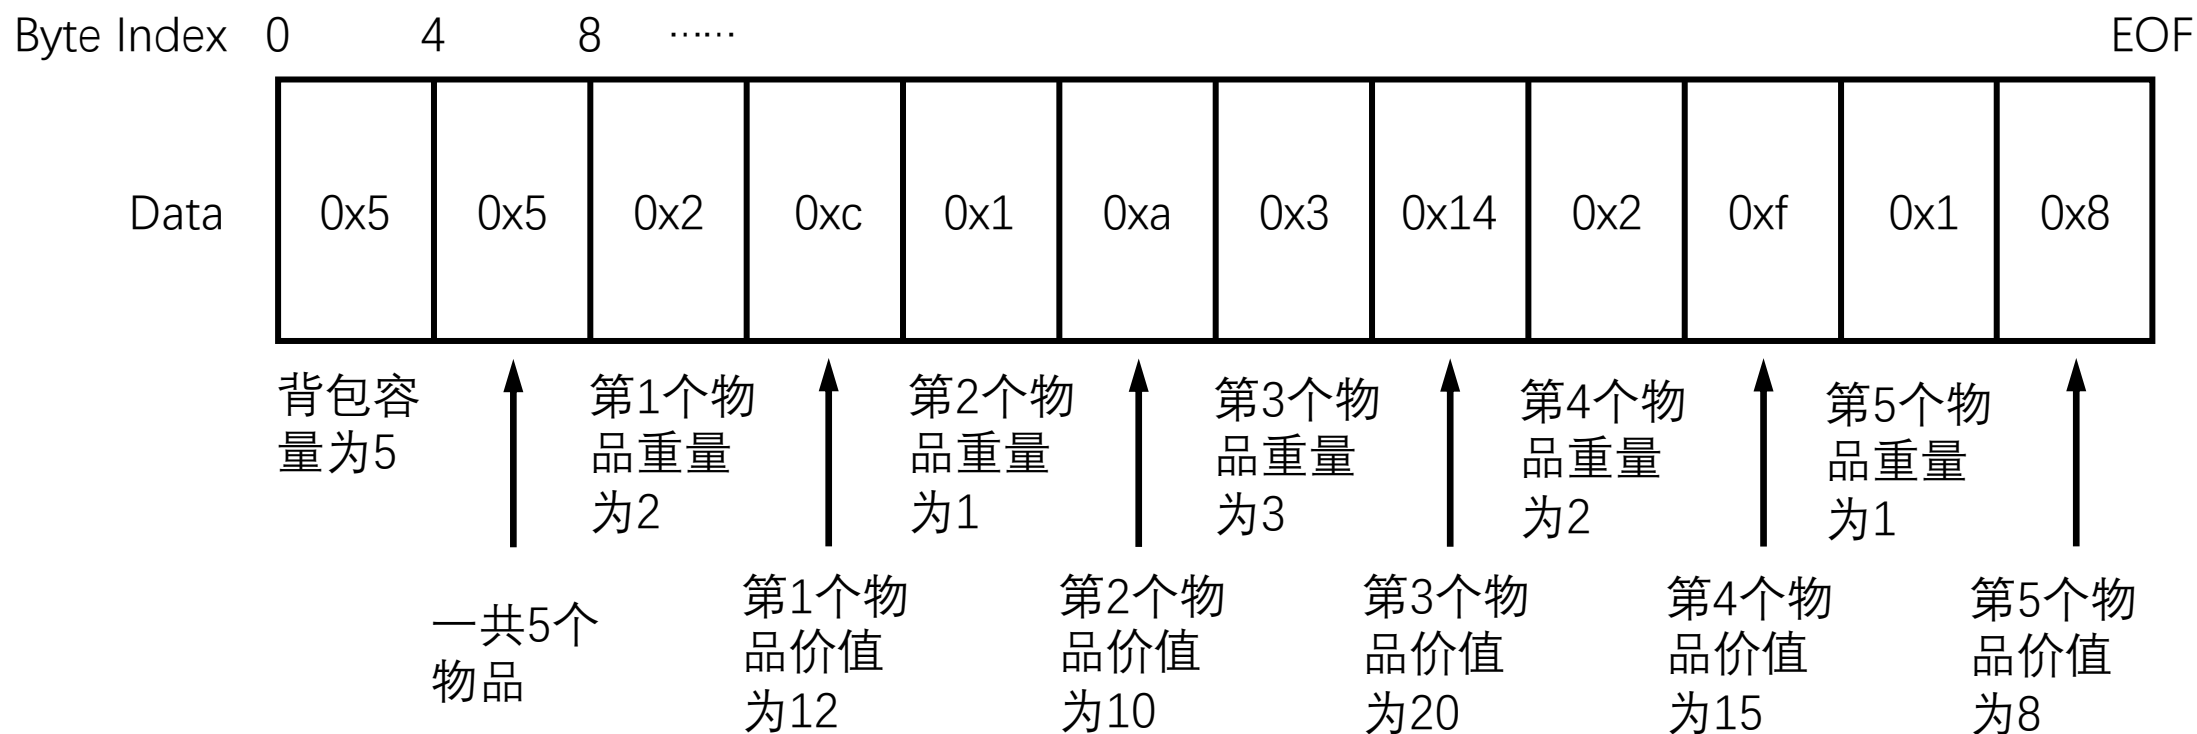 Byte Index 0 4 8 …… EOF
Data 0x5 0x5 0x2 0xc 0x1 0xa 0x3 0x14 0x2 0xf 0x1 0x8
背包容
量为5
一共5个
物品
第1个物
品重量
为2
第1个物
品价值
为12
第2个物
品重量
为1
第2个物
品价值
为10
第3个物
品重量
为3
第3个物
品价值
为20
第4个物
品重量
为2
第4个物
品价值
为15
第5个物
品重量
为1
第5个物
品价值
为8